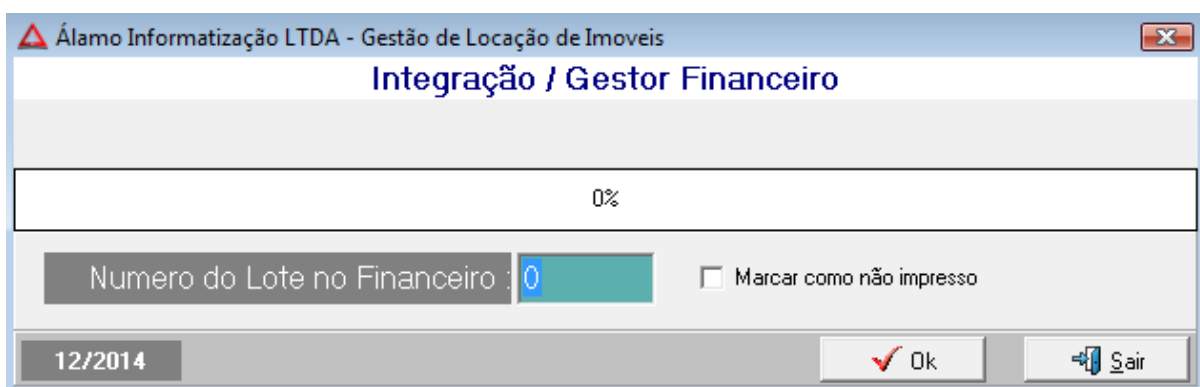 Álamo Informatização LTDA - Gestão de Locação de Imoveis
Integração / Gestor Financeiro
0%
Numero do Lote no Financeiro : 0 Marcar como não impresso
12/2014 Ok Sair